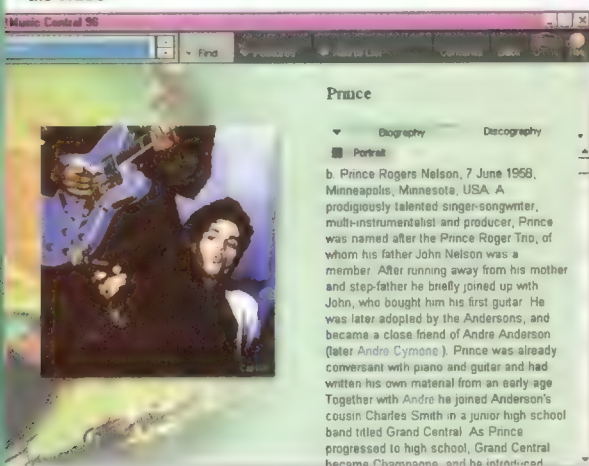 Music Central 96
Find
Prince
Biography Discography
Portrait
b. Prince Rogers Nelson, 7 June 1958,
Minneapolis, Minnesota, USA. A
prodigiously talented singer-songwriter,
multi-instrumentalist and producer, Prince
was named after the Prince Roger Trio, of
whom his father John Nelson was a
member. After running away from his mother
and step-father he briefly joined up with
John, who bought him his first guitar. He
was later adopted by the Andersons, and
became a close friend of Andre Anderson
(later Andre Cymone). Prince was already
conversant with piano and guitar and had
written his own material from an early age
Together with Andre he joined Anderson's
cousin Charles Smith in a junior high school
band titled Grand Central. As Prince
progressed to high school, Grand Central
became Champagne, and he introduced